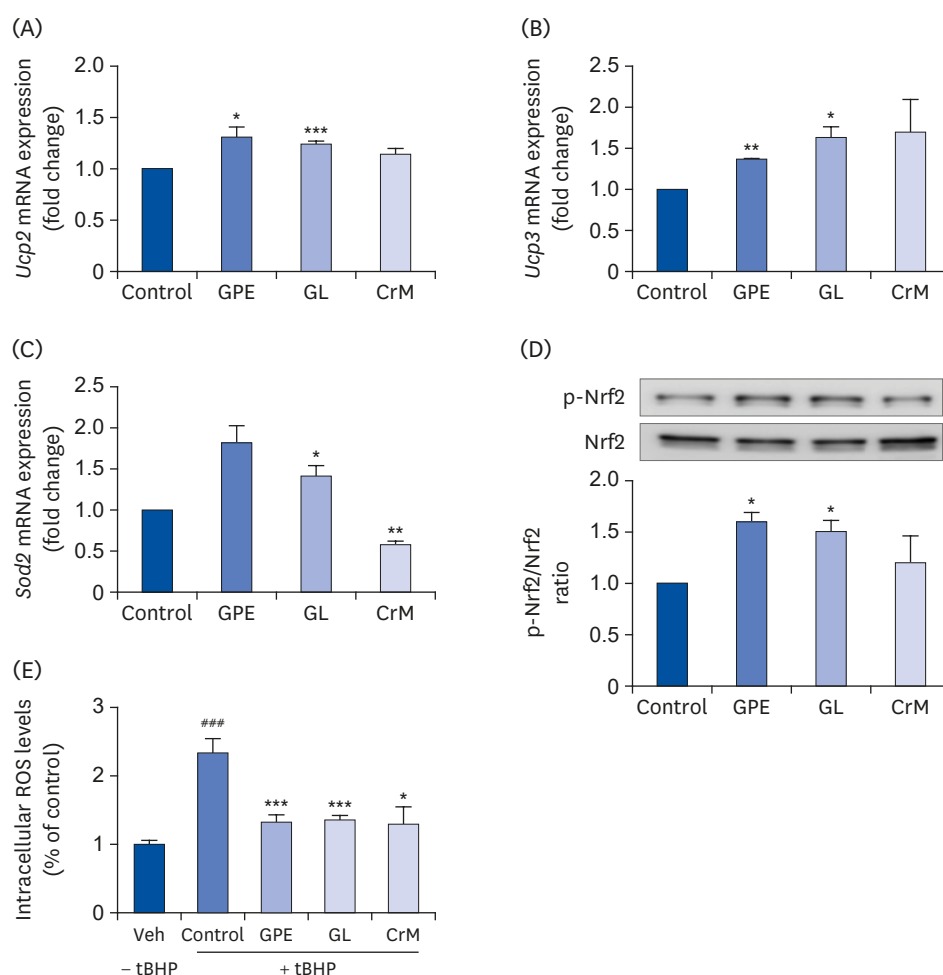 (A)
Ucp2 mRNA expression
(fold change)
2.0
1.5
1.0
0.5
0
*
***
Control GPE GL CrM
(B)
Ucp3 mRNA expression
(fold change)
2.5
2.0
1.5
1.0
0.5
0
**
*
Control GPE GL CrM
(C)
Sod2 mRNA expression
(fold change)
2.5
2.0
1.5
1.0
0.5
0
*
**
Control GPE GL CrM
(D)
p-Nrf2
Nrf2
p-Nrf2/Nrf2
ratio
2.0
1.5
1.0
0.5
0
*
*
Control GPE GL CrM
(E)
Intracellular ROS levels
(% of control)
3
2
1
0
###
***
***
*
Veh Control GPE GL CrM
– tBHP + tBHP